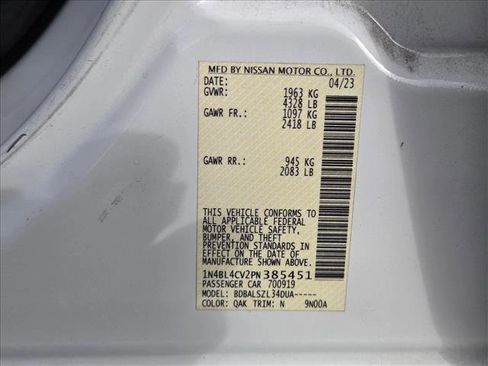 MFD BY NISSAN MOTOR CO., LTD.
DATE: 04/23
GVWR: 1963 KG
4328 LB
GAWR FR.: 1097 KG
2418 LB
GAWR RR.: 945 KG
2083 LB
THIS VEHICLE CONFORMS TO
ALL APPLICABLE FEDERAL
MOTOR VEHICLE SAFETY,
BUMPER, AND THEFT
PREVENTION STANDARDS IN
EFFECT ON THE DATE OF
MANUFACTURE SHOWN ABOVE.
1N4BL4CV2PN385451
PASSENGER CAR 700919
MODEL: BDBALSZL34DUA-----
COLOR: QAK TRIM: N 9N00A